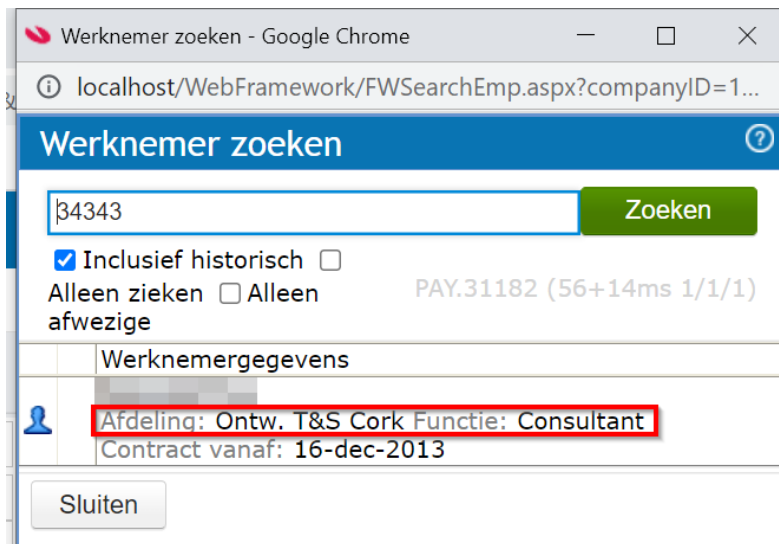 Werknemer zoeken - Google Chrome
localhost/WebFramework/FWSearchEmp.aspx?companyID=1...
Werknemer zoeken
34343
Zoeken
Inclusief historisch
Alleen zieken Alleen
afwezige
PAY.31182 (56+14ms 1/1/1)
Werknemergegevens
Afdeling: Ontw. T&S Cork Functie: Consultant
Contract vanaf: 16-dec-2013
Sluiten